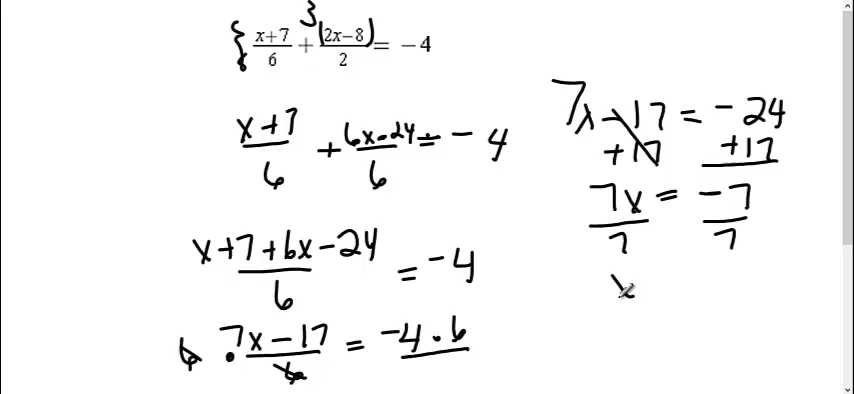 { x+7/6 + 3(2x−8)/2 = −4
x+7/6 + 6x-24/6 = - 4
x+7+6x-24/6 = -4
6 · 7x-17/6 = -4·6
7x-17 = -24
+17 +17
7x = -7
7 7
x